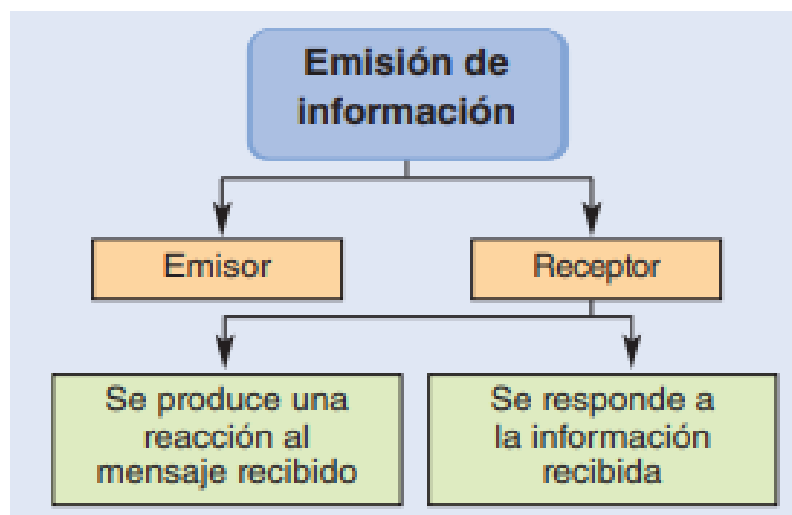 Emisión de
información
Emisor
Receptor
Se produce una
reacción al
mensaje recibido
Se responde a
la información
recibida